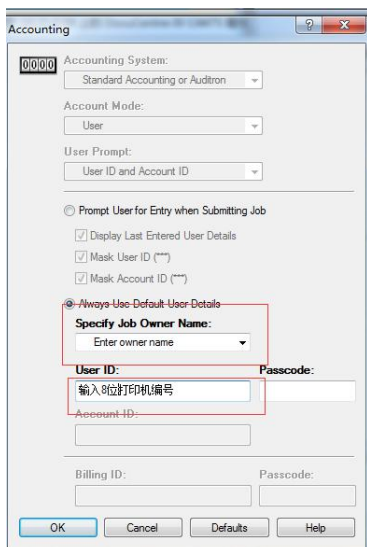 Accounting
0000
Accounting System:
Standard Accounting or Auditron
Account Mode:
User
User Prompt:
User ID and Account ID
Prompt User for Entry when Submitting Job
Display Last Entered User Details
Mask User ID (***)
Mask Account ID (***)
Always Use Default User Details
Specify Job Owner Name:
Enter owner name
User ID: Passcode:
输入8位打印机编号
Account ID:
Billing ID: Passcode:
OK Cancel Defaults Help